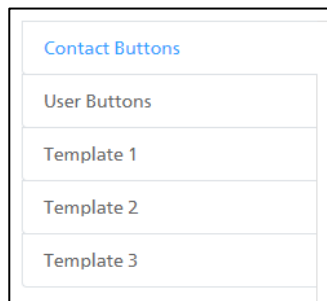 Contact Buttons
User Buttons
Template 1
Template 2
Template 3